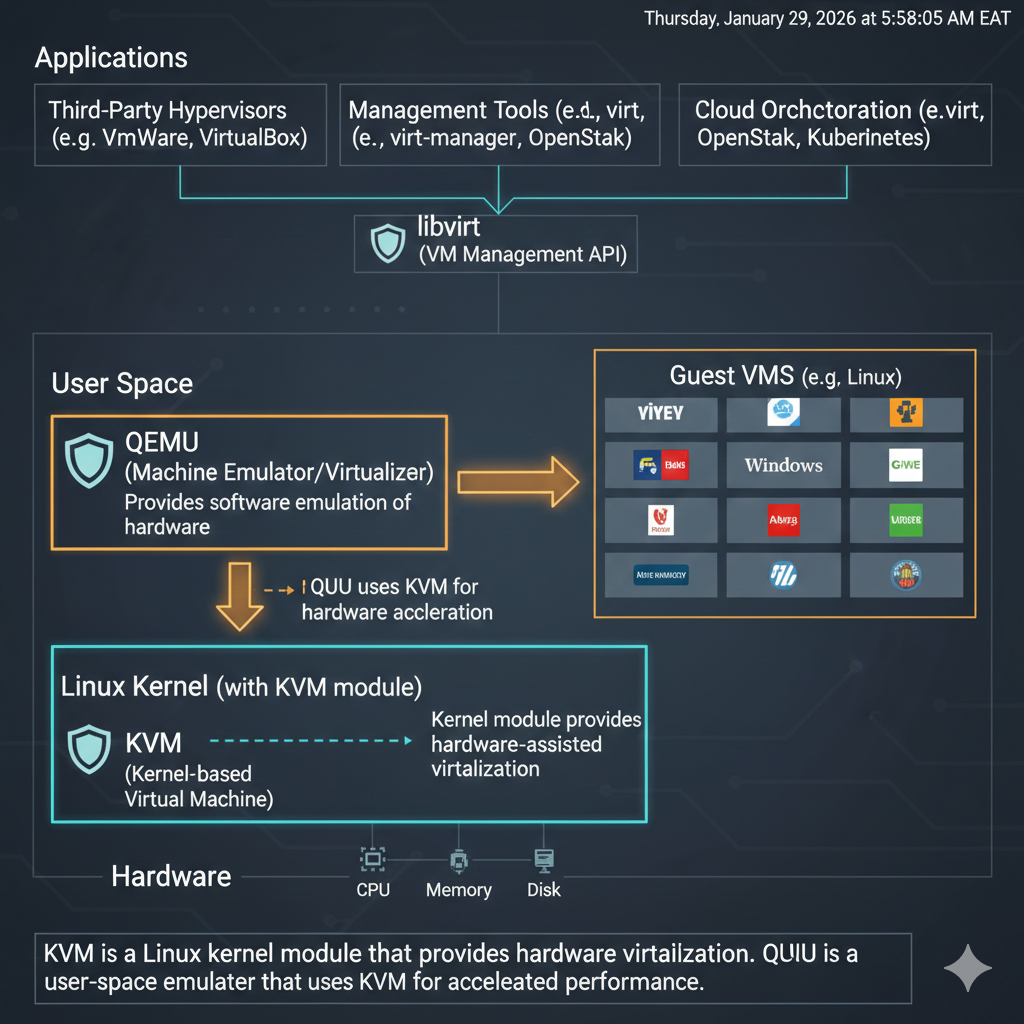 Thursday, January 29, 2026 at 5:58:05 AM EAT
Applications
Third-Party Hypervisors
(e.g. VmWare, VirtualBox)
Management Tools (e.d., virt,
(e., virt-manager, OpenStak)
Cloud Orchctoration (e.virt,
OpenStak, Kuberinetes)
libvirt
(VM Management API)
User Space
QEMU
(Machine Emulator/Virtualizer)
Provides software emulation of
hardware
Guest VMS (e.g, Linux)
ViYEY
Windows
GIWE
QUU uses KVM for
hardware accleration
Linux Kernel (with KVM module)
KVM
(Kernel-based
Virtual Machine)
Kernel module provides
hardware-assisted
virtalization
Hardware
CPU
Memory
Disk
KVM is a Linux kernel module that provides hardware virtailzation. QUIU is a
user-space emulater that uses KVM for acceleated performance.